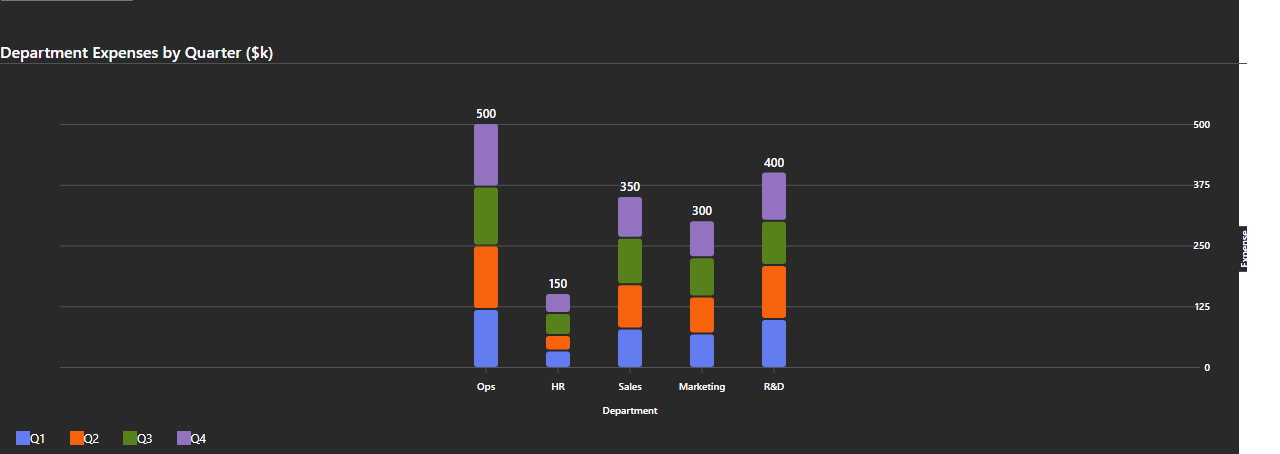 Department Expenses by Quarter ($k)
500
500
400
375
350
300
250
Expense
150
125
0
Ops HR Sales Marketing R&D
Department
Q1 Q2 Q3 Q4